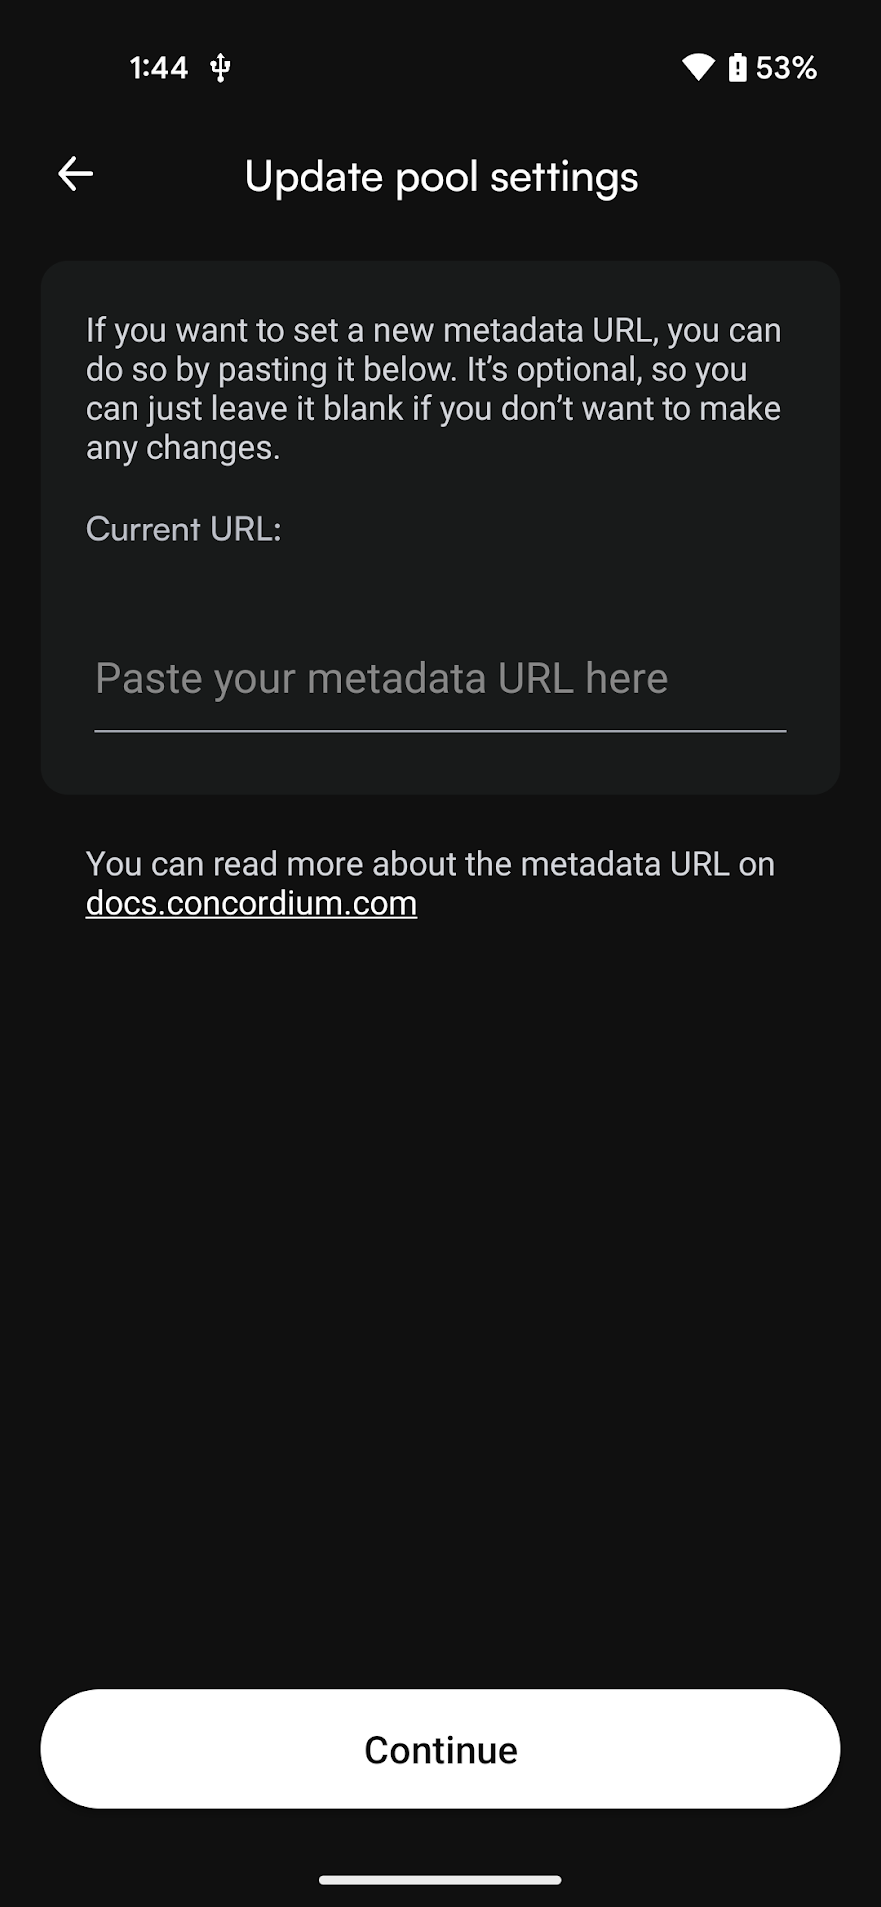 1:44
53%
Update pool settings
If you want to set a new metadata URL, you can
do so by pasting it below. It’s optional, so you
can just leave it blank if you don’t want to make
any changes.
Current URL:
Paste your metadata URL here
You can read more about the metadata URL on
docs.concordium.com
Continue